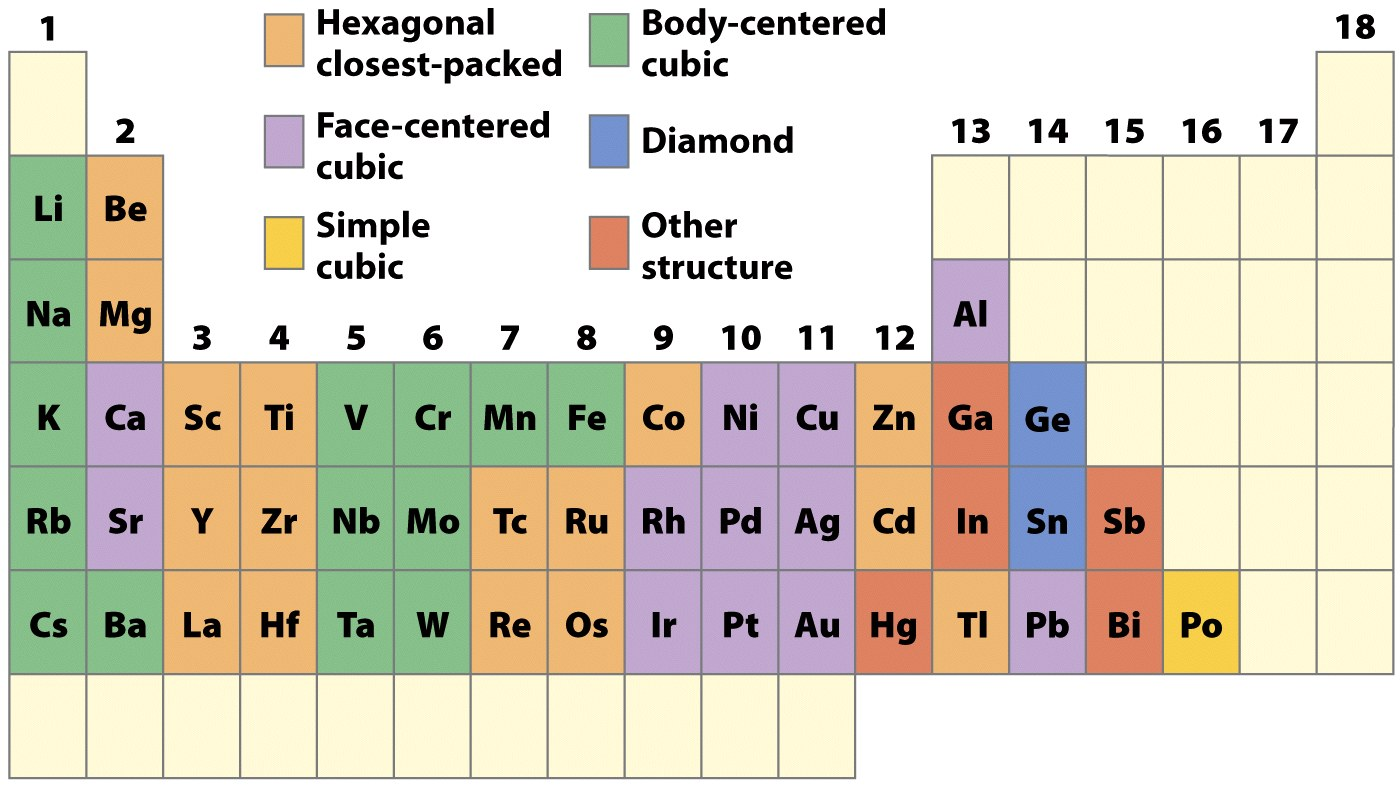 1
18
Hexagonal
closest-packed
Body-centered
cubic
2
Face-centered
cubic
Diamond
13 14 15 16 17
Simple
cubic
Other
structure
Li Be
Na Mg
3 4 5 6 7 8 9 10 11 12
Al
K Ca Sc Ti V Cr Mn Fe Co Ni Cu Zn Ga Ge
Rb Sr Y Zr Nb Mo Tc Ru Rh Pd Ag Cd In Sn Sb
Cs Ba La Hf Ta W Re Os Ir Pt Au Hg Tl Pb Bi Po